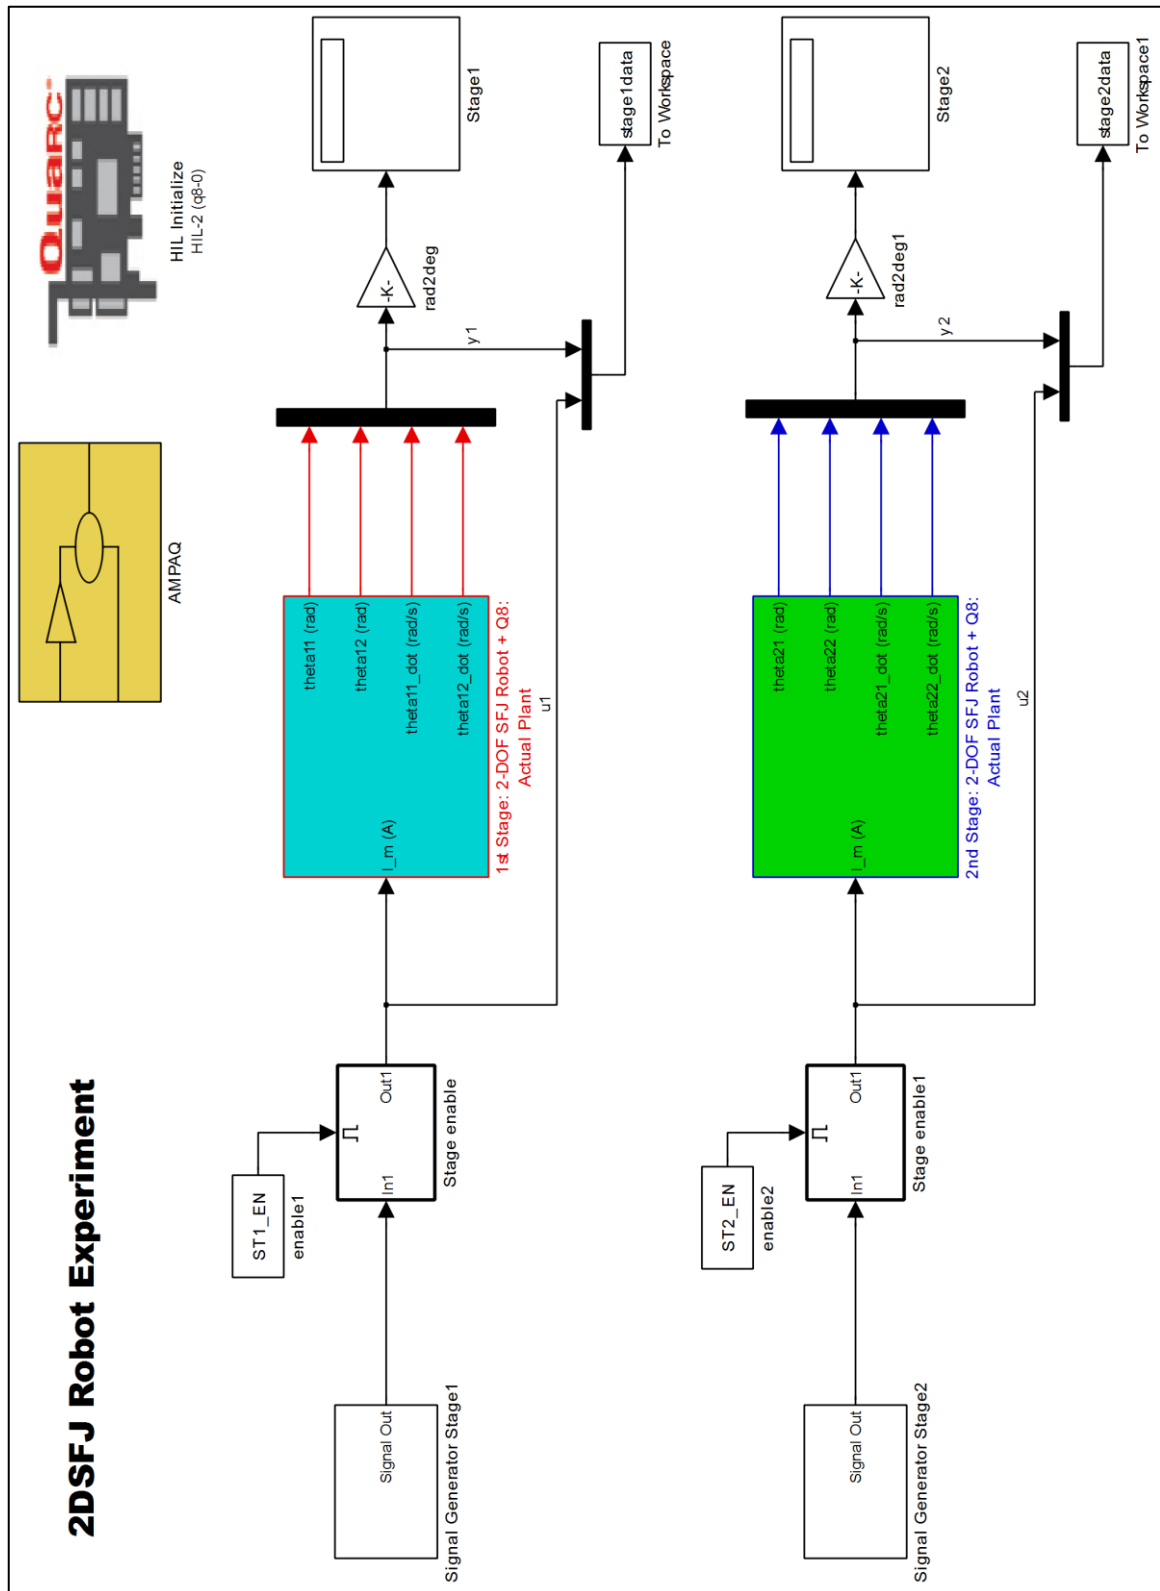 2DSFJ Robot Experiment
AMPAQ
QUARC
HIL Initialize
HIL-2 (q8-0)
Signal Out
Signal Generator Stage1
ST1_EN
enable1
In1
Out1
Stage enable
I_m (A)
theta11 (rad)
theta12 (rad)
theta11_dot (rad/s)
theta12_dot (rad/s)
1st Stage: 2-DOF SFJ Robot + Q8:
Actual Plant
u1
y1
-K-
rad2deg
Stage1
stage1data
To Workspace
Signal Out
Signal Generator Stage2
ST2_EN
enable2
In1
Out1
Stage enable1
I_m (A)
theta21 (rad)
theta22 (rad)
theta21_dot (rad/s)
theta22_dot (rad/s)
2nd Stage: 2-DOF SFJ Robot + Q8:
Actual Plant
u2
y2
-K-
rad2deg1
Stage2
stage2data
To Workspace1